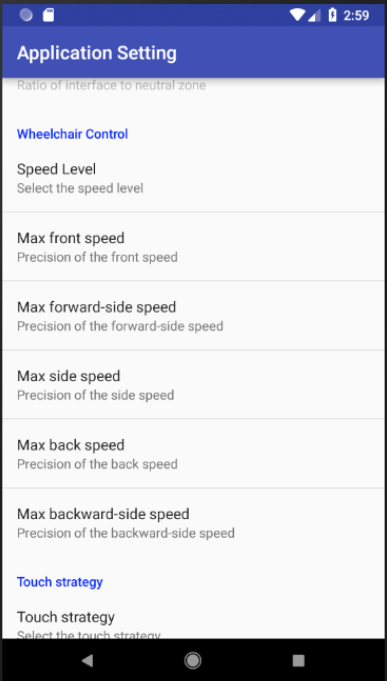 2:59
Application Setting
Ratio of interface to neutral zone
Wheelchair Control
Speed Level
Select the speed level
Max front speed
Precision of the front speed
Max forward-side speed
Precision of the forward-side speed
Max side speed
Precision of the side speed
Max back speed
Precision of the back speed
Max backward-side speed
Precision of the backward-side speed
Touch strategy
Touch strategy
Select the touch strategy